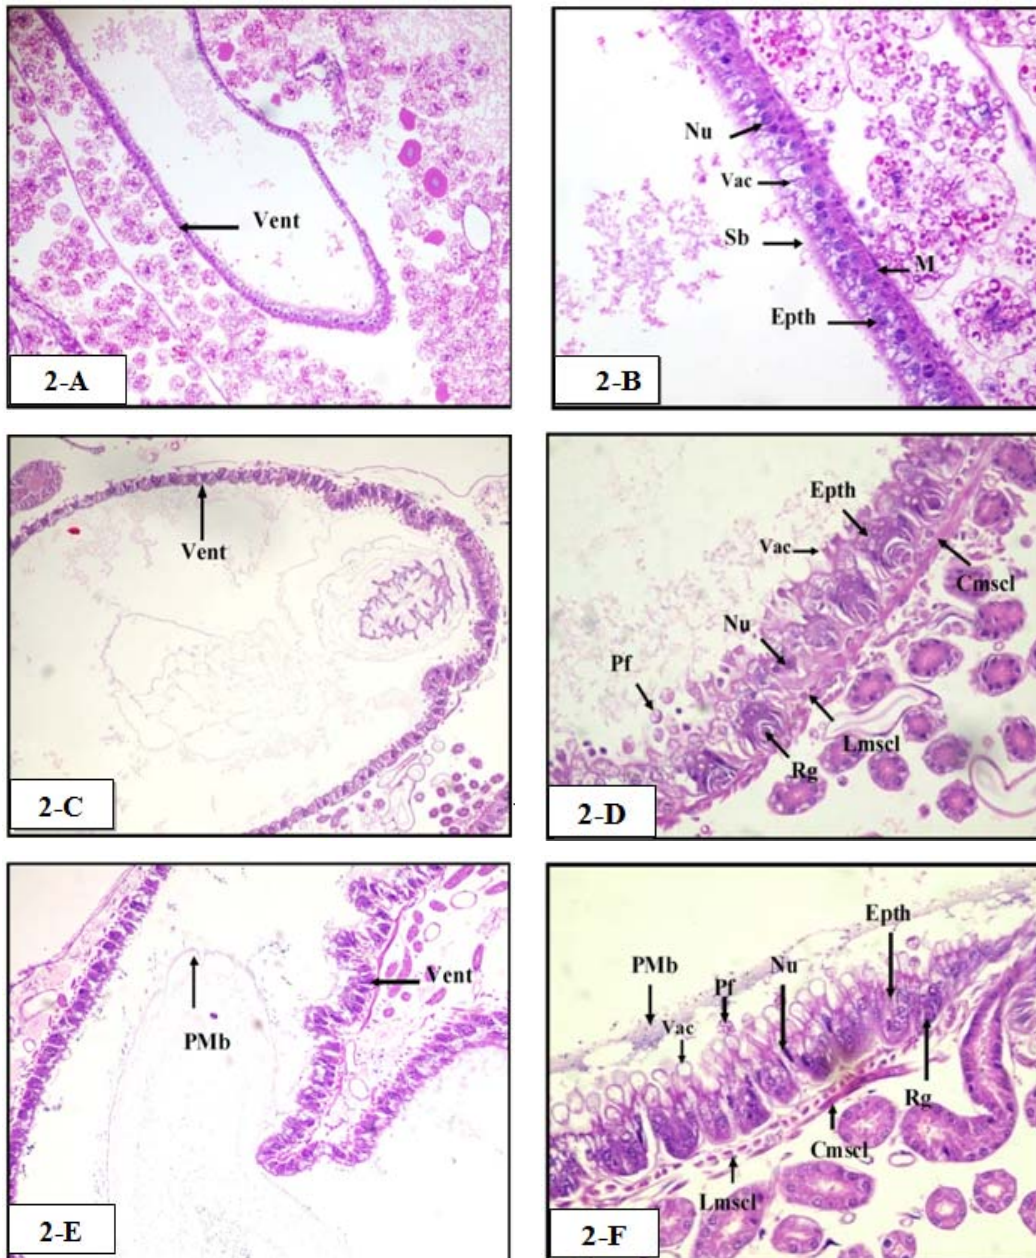 Vent
2-A
Nu
Vac
Sb
M
Epth
2-B
Vent
2-C
Epth
Vac
Cmscl
Nu
Pf
Lmscl
Rg
2-D
Vent
PMb
2-E
Epth
PMb
Nu
Pf
Vac
Rg
Cmscl
Lmscl
2-F